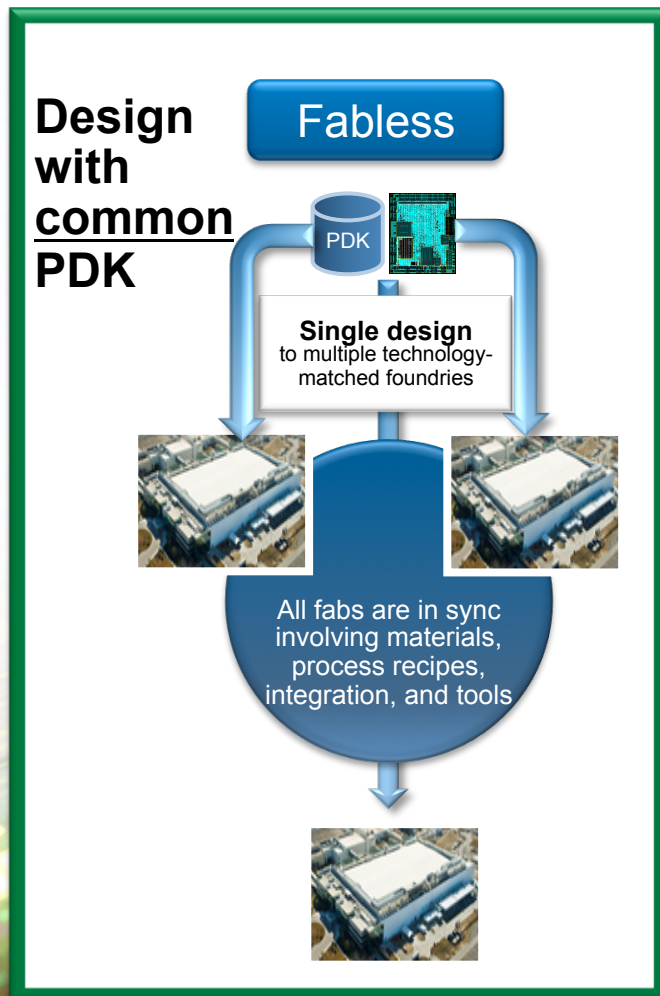 Design
with
common
PDK
Fabless
PDK
Single design
to multiple technology-
matched foundries
All fabs are in sync
involving materials,
process recipes,
integration, and tools